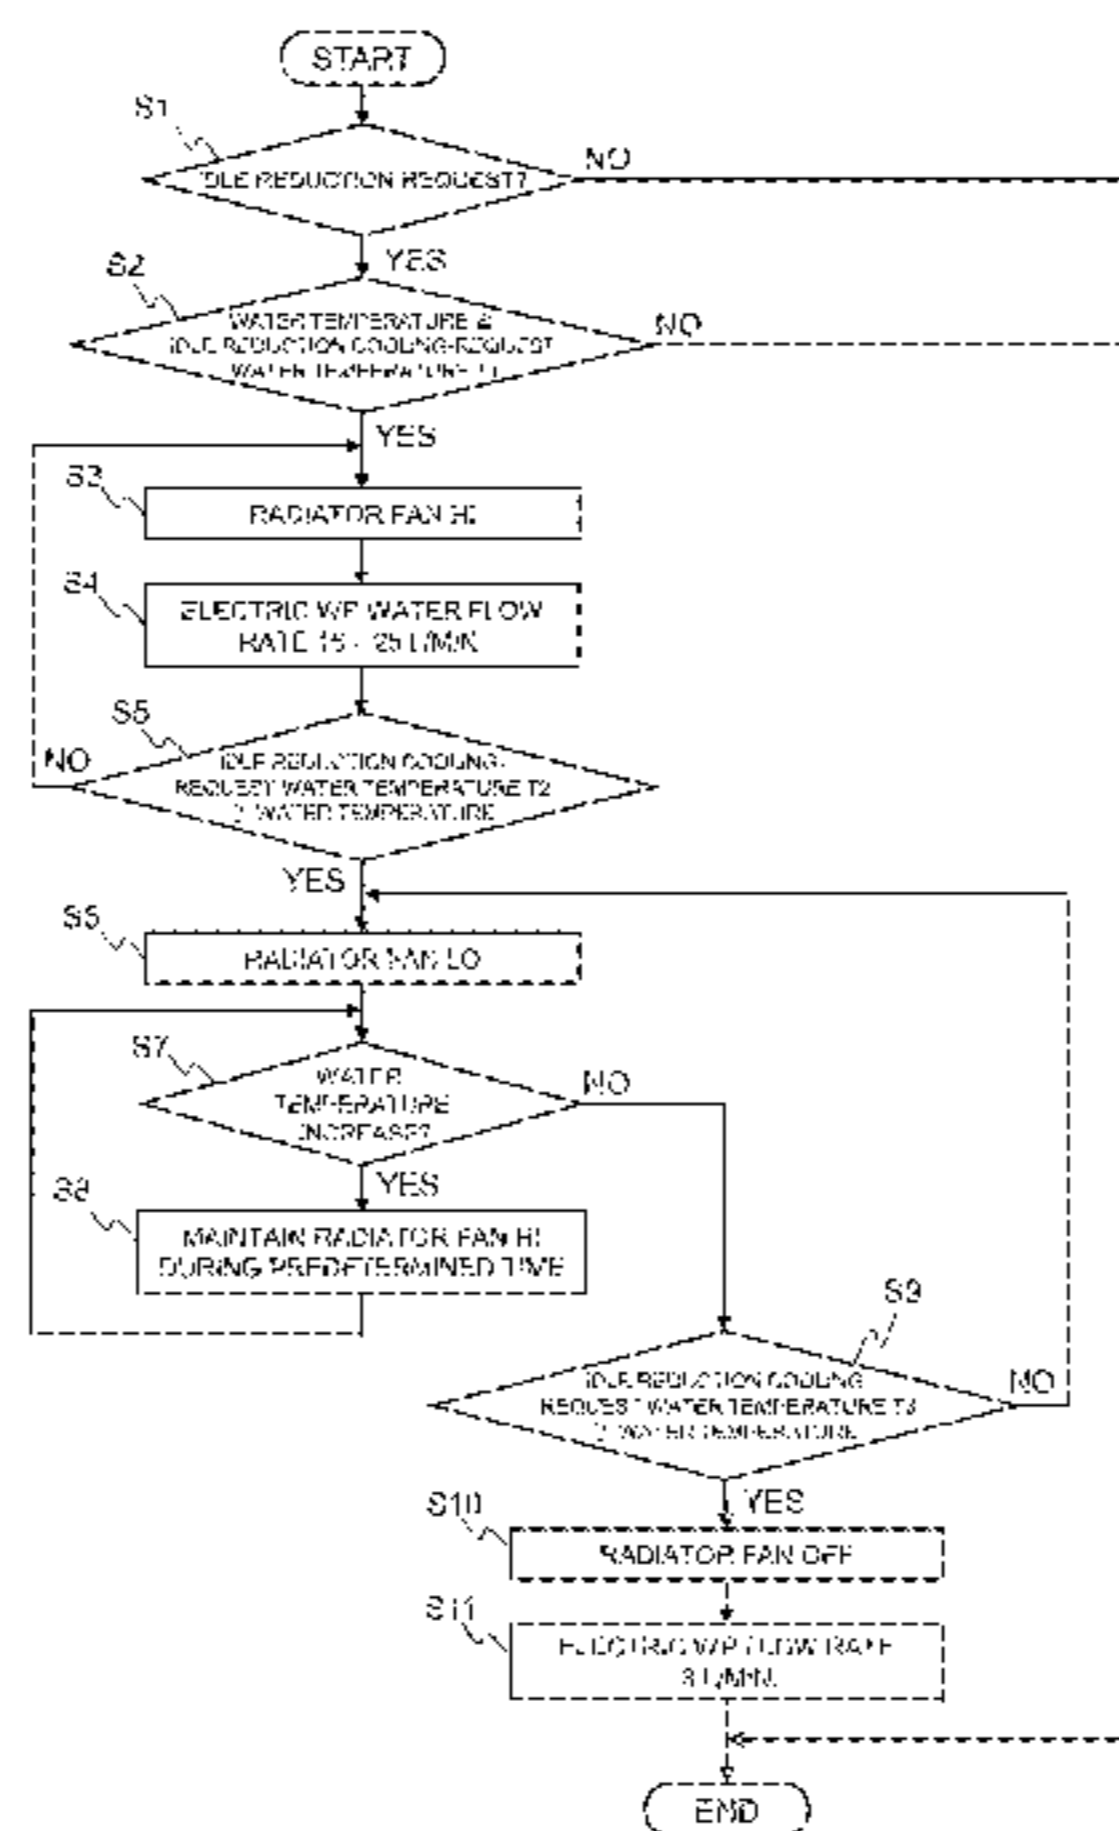 START
S1
IDLE REDUCTION REQUEST?
NO
YES
S2
WATER TEMPERATURE ≥
IDLE REDUCTION COOLING-REQUEST
WATER TEMPERATURE T1
NO
YES
S3
RADIATOR FAN HI
S4
ELECTRIC WP WATER FLOW
RATE 15 - 25 L/MIN
S5
IDLE REDUCTION COOLING-
REQUEST WATER TEMPERATURE T2
WATER TEMPERATURE
NO
YES
S6
RADIATOR FAN LO
S7
WATER
TEMPERATURE
INCREASE?
NO
YES
S8
MAINTAIN RADIATOR FAN HI
DURING PREDETERMINED TIME
S9
IDLE REDUCTION COOLING-
REQUEST WATER TEMPERATURE T3
WATER TEMPERATURE
NO
YES
S10
RADIATOR FAN OFF
S11
ELECTRIC WP FLOW RATE
3 L/MIN.
END